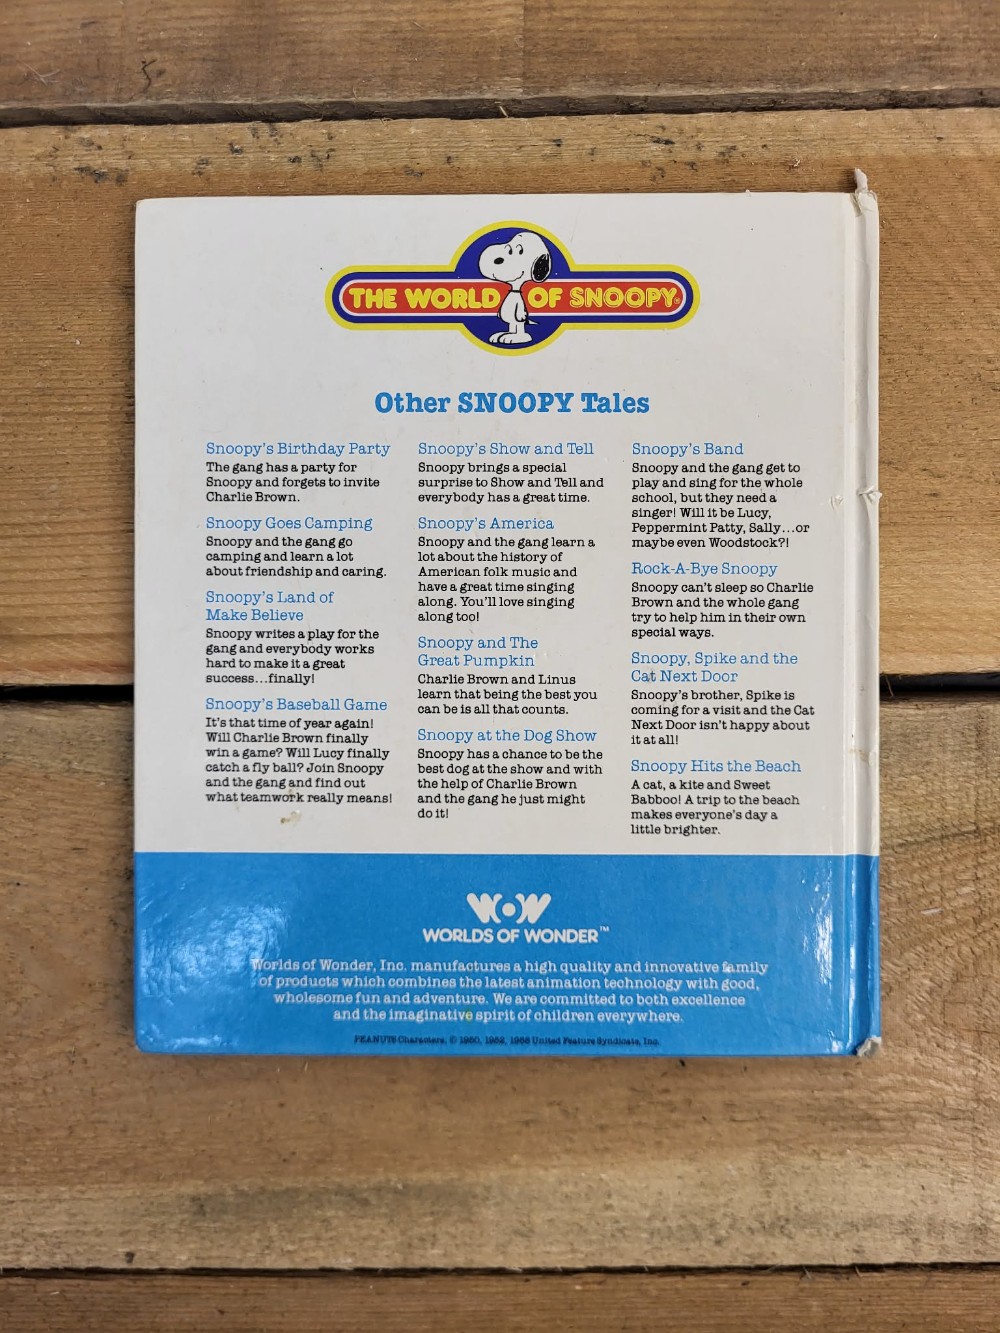 THE WORLD OF SNOOPY®
Other SNOOPY Tales
Snoopy's Birthday Party
The gang has a party for
Snoopy and forgets to invite
Charlie Brown.
Snoopy Goes Camping
Snoopy and the gang go
camping and learn a lot
about friendship and caring.
Snoopy's Land of
Make Believe
Snoopy writes a play for the
gang and everybody works
hard to make it a great
success...finally!
Snoopy's Baseball Game
It's that time of year again!
Will Charlie Brown finally
win a game? Will Lucy finally
catch a fly ball? Join Snoopy
and the gang and find out
what teamwork really means!
Snoopy's Show and Tell
Snoopy brings a special
surprise to Show and Tell and
everybody has a great time.
Snoopy's America
Snoopy and the gang learn a
lot about the history of
American folk music and
have a great time singing
along. You'll love singing
along too!
Snoopy and The
Great Pumpkin
Charlie Brown and Linus
learn that being the best you
can be is all that counts.
Snoopy at the Dog Show
Snoopy has a chance to be the
best dog at the show and with
the help of Charlie Brown
and the gang he just might
do it!
Snoopy's Band
Snoopy and the gang get to
play and sing for the whole
school, but they need a
singer! Will it be Lucy,
Peppermint Patty, Sally...or
maybe even Woodstock?!
Rock-A-Bye Snoopy
Snoopy can't sleep so Charlie
Brown and the whole gang
try to help him in their own
special ways.
Snoopy, Spike and the
Cat Next Door
Snoopy's brother, Spike is
coming for a visit and the Cat
Next Door isn't happy about
it at all!
Snoopy Hits the Beach
A cat, a kite and Sweet
Babboo! A trip to the beach
makes everyone's day a
little brighter.
WOW
WORLDS OF WONDER™
Worlds of Wonder, Inc. manufactures a high quality and innovative family
of products which combines the latest animation technology with good,
wholesome fun and adventure. We are committed to both excellence
and the imaginative spirit of children everywhere.
PEANUTS Characters, © 1950, 1958, United Feature Syndicate, Inc.